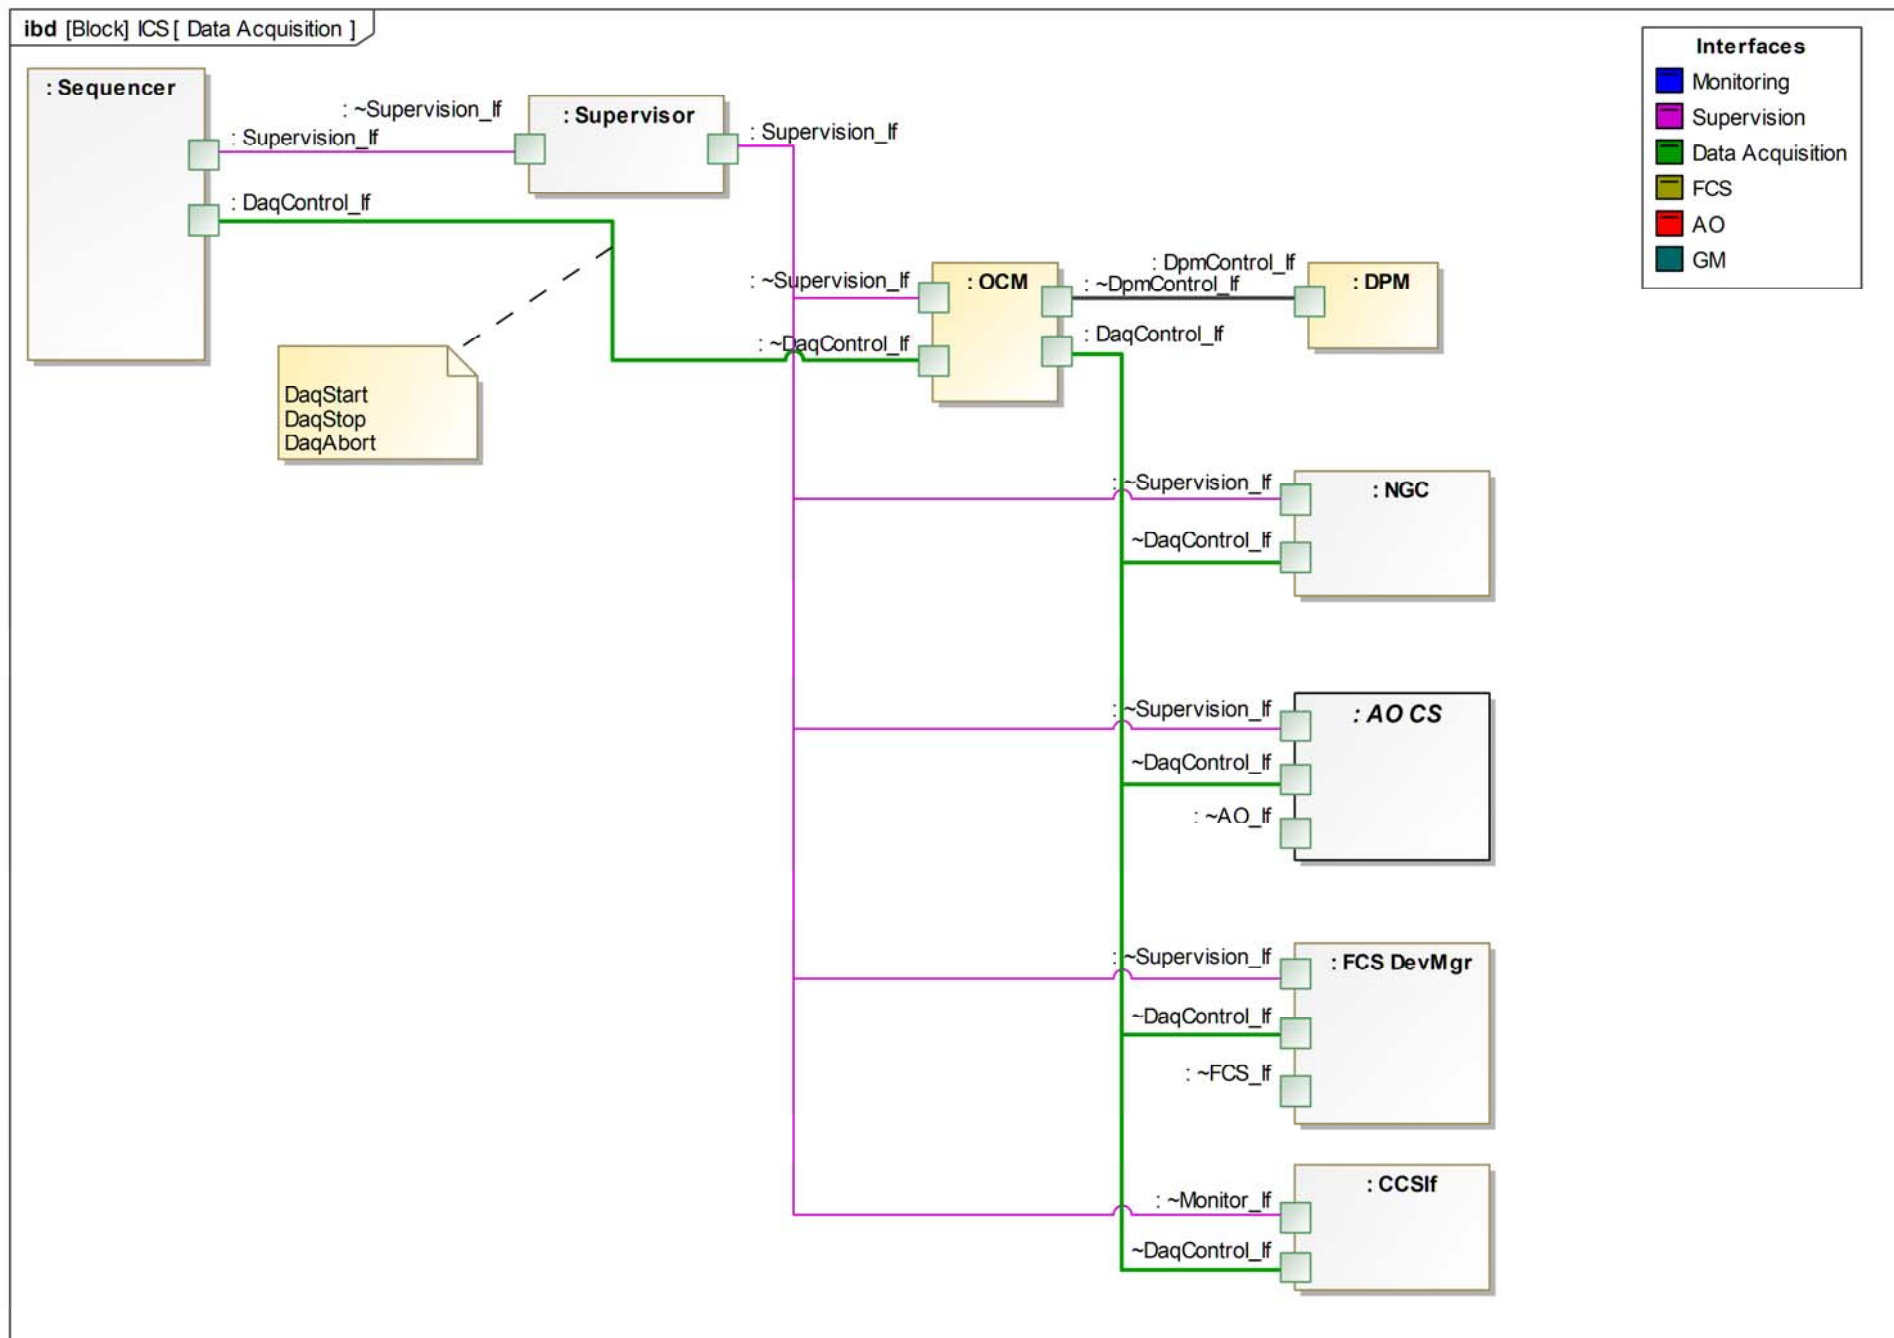 ibd [Block] ICS [ Data Acquisition ]
Interfaces
Monitoring
Supervision
Data Acquisition
FCS
AO
GM
: Sequencer
: Supervision_If
: DaqControl_If
: ~Supervision_If
: Supervisor
: Supervision_If
DaqStart
DaqStop
DaqAbort
: ~Supervision_If
: ~DaqControl_If
: OCM
: DpmControl_If
: ~DpmControl_If
: DaqControl_If
: DPM
: ~Supervision_If
~DaqControl_If
: NGC
: ~Supervision_If
~DaqControl_If
: ~AO_If
: AO CS
: ~Supervision_If
~DaqControl_If
: ~FCS_If
: FCS DevMgr
: ~Monitor_If
~DaqControl_If
: CCSIf